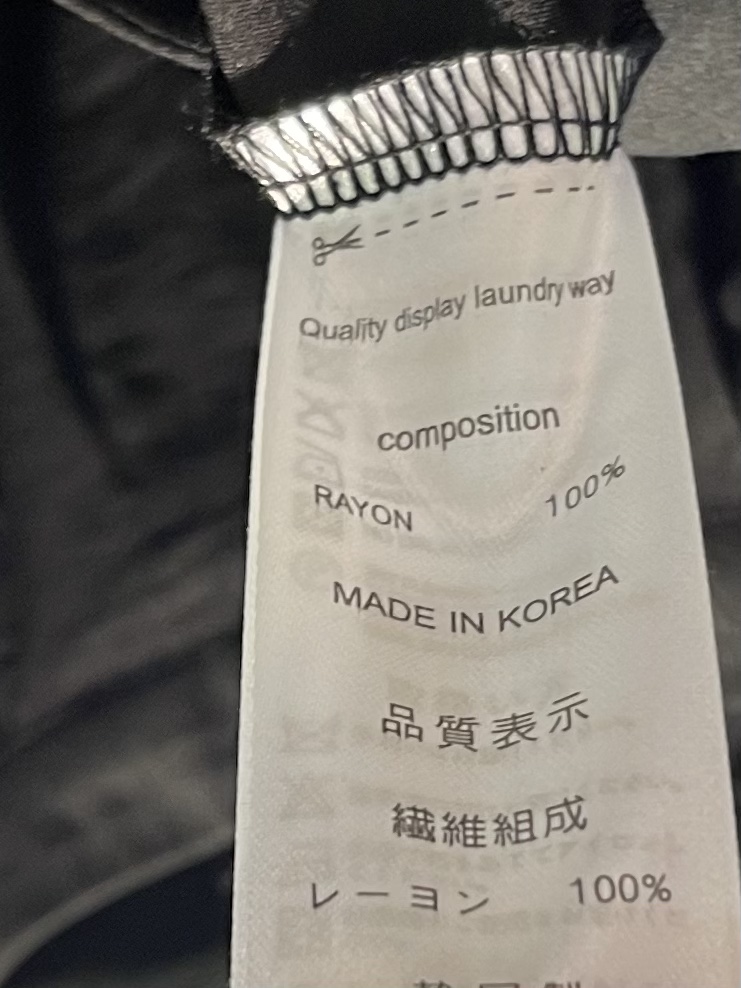 Quality display laundry way
composition
RAYON 100%
MADE IN KOREA
品質表示
繊維組成
レーヨン 100%